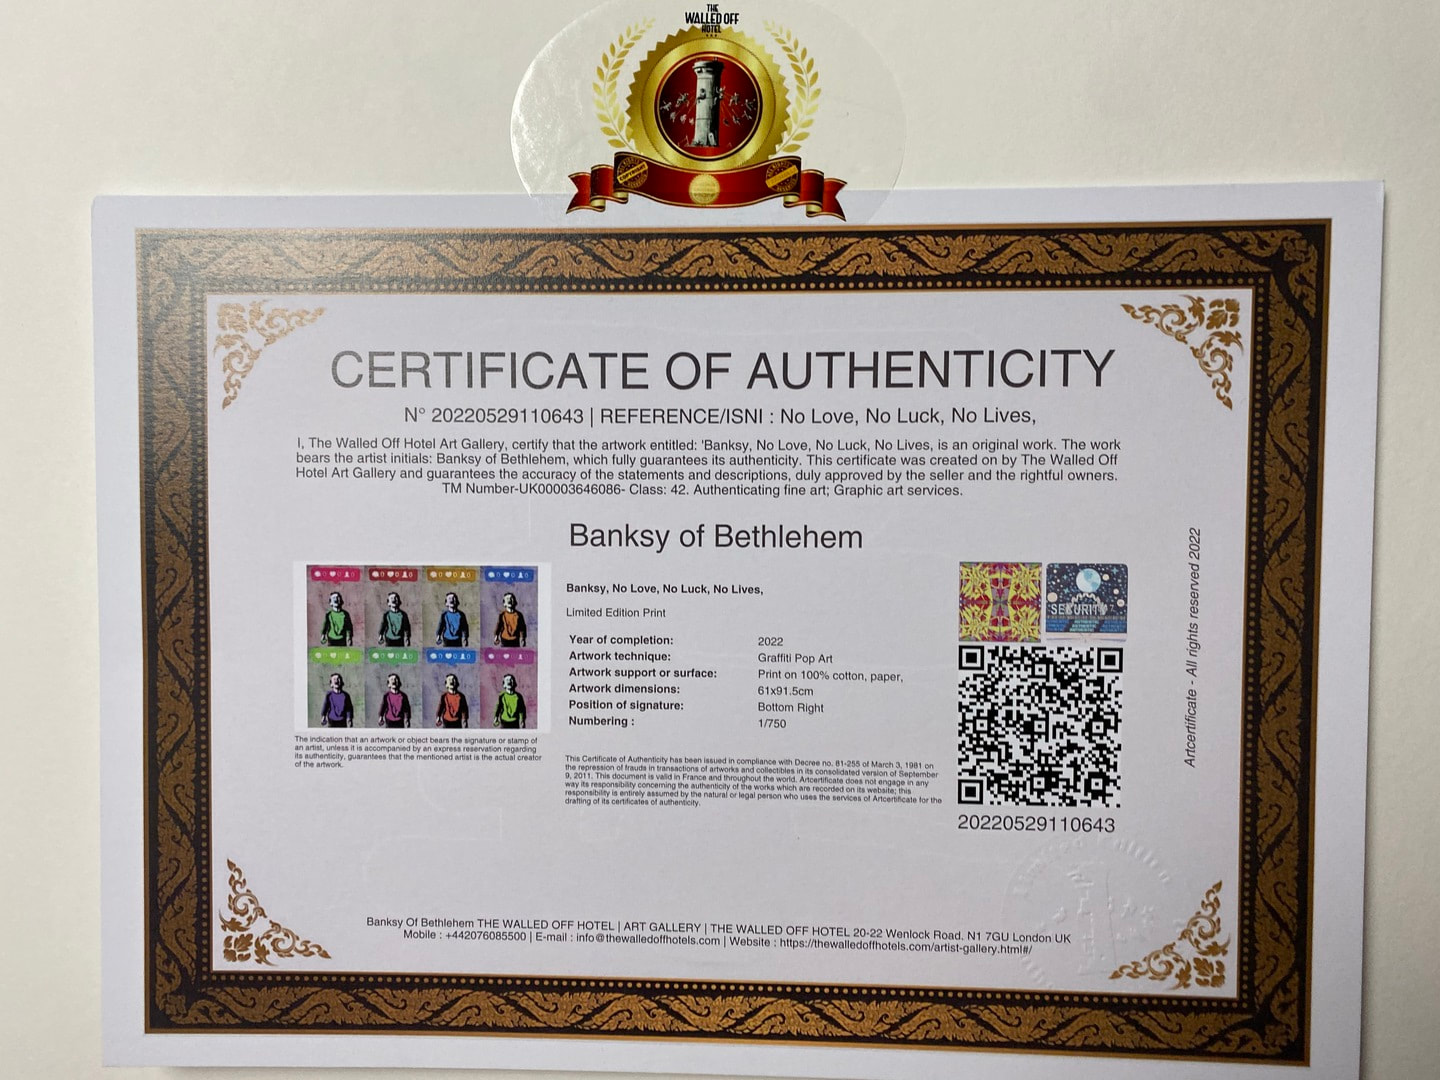 THE
WALLED OFF
HOTEL
CERTIFICATE OF AUTHENTICITY
N° 20220529110643 | REFERENCE/ISNI : No Love, No Luck, No Lives,
I, The Walled Off Hotel Art Gallery, certify that the artwork entitled: 'Banksy, No Love, No Luck, No Lives, is an original work. The work
bears the artist initials: Banksy of Bethlehem, which fully guarantees its authenticity. This certificate was created on by The Walled Off
Hotel Art Gallery and guarantees the accuracy of the statements and descriptions, duly approved by the seller and the rightful owners.
TM Number-UK00003646086- Class: 42. Authenticating fine art; Graphic art services.
Banksy of Bethlehem
Banksy, No Love, No Luck, No Lives,
Limited Edition Print
Year of completion: 2022
Artwork technique: Graffiti Pop Art
Artwork support or surface: Print on 100% cotton, paper,
Artwork dimensions: 61x91.5cm
Position of signature: Bottom Right
Numbering : 1/750
The indication that an artwork or object bears the signature or stamp of
an artist, unless it is accompanied by an express reservation regarding
its authenticity, guarantees that the mentioned artist is the actual creator
of the artwork.
This Certificate of Authenticity has been issued in compliance with Decree no. 81-255 of March 3, 1981 on
the repression of frauds in transactions of artworks and collectibles in its consolidated version of September
9, 2011. This document is valid in France and throughout the world. Artcertificate does not engage in any
way its responsibility concerning the authenticity of the works which are recorded on its website; this
responsibility is entirely assumed by the natural or legal person who uses the services of Artcertificate for the
drafting of its certificates of authenticity.
SECURITY
20220529110643
Artcertificate - All rights reserved 2022
Banksy Of Bethlehem THE WALLED OFF HOTEL | ART GALLERY | THE WALLED OFF HOTEL 20-22 Wenlock Road, N1 7GU London UK
Mobile : +442076085500 | E-mail : info@thewalledoffhotels.com | Website : https://thewalledoffhotels.com/artist-gallery.html#/